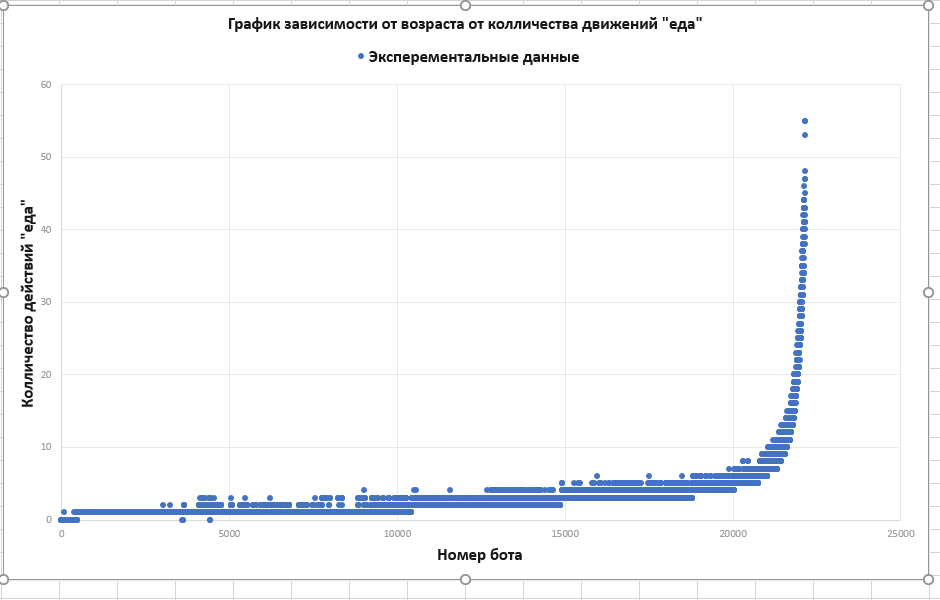 График зависимости от возраста от колличества движений "еда"
Эксперементальные данные
60
50
40
30
20
10
0
Колличество действий "еда"
0 5000 10000 15000 20000 25000
Номер бота